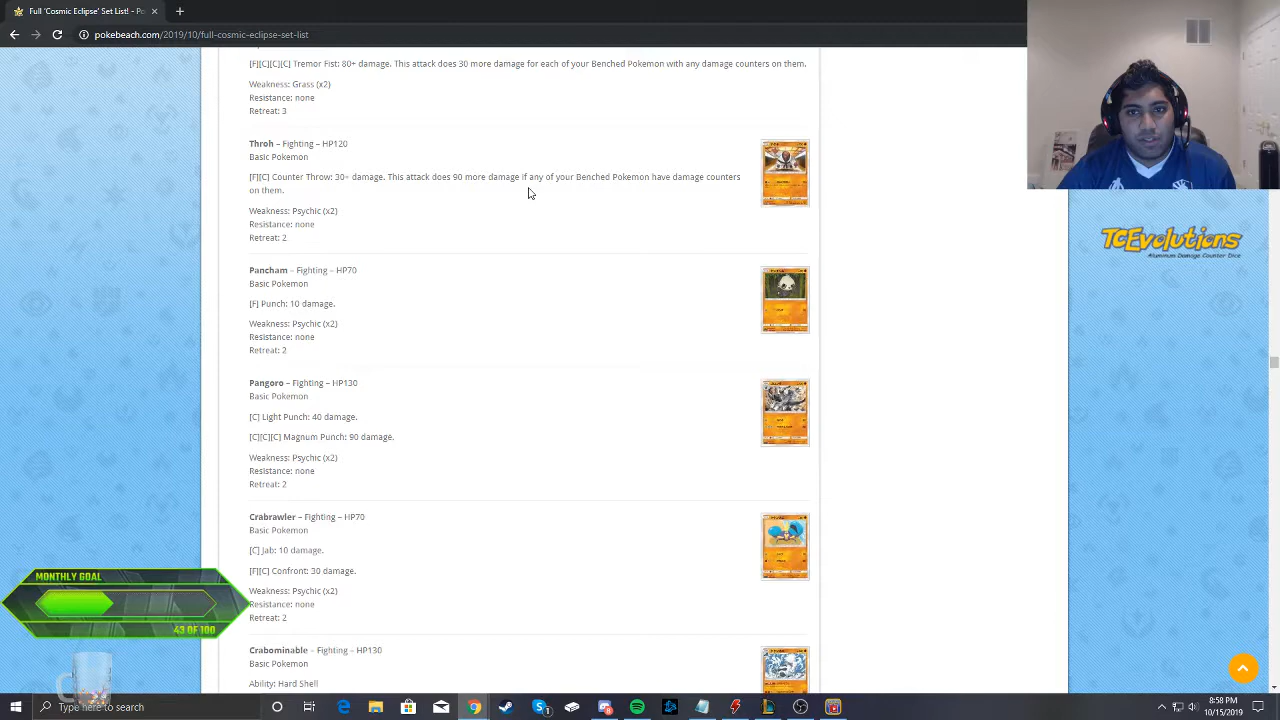 Full 'Cosmic Eclipse' Set List! - Po
pokebeach.com/2019/10/full-cosmic-eclipse-set-list
[F][C][C][C] Tremor Fist: 80+ damage. This attack does 30 more damage for each of your Benched Pokemon with any damage counters on them.
Weakness: Grass (x2)
Resistance: none
Retreat: 3
Throh – Fighting – HP120
Basic Pokemon
[F][C] Counter Throw: 30+ damage. This attack does 90 more damage if any of your Benched Pokemon have damage counters
on them.
Weakness: Psychic (x2)
Resistance: none
Retreat: 2
Pancham – Fighting – HP70
Basic Pokemon
[F] Punch: 10 damage.
Weakness: Psychic (x2)
Resistance: none
Retreat: 2
Pangoro – Fighting – HP130
Basic Pokemon
[C] Light Punch: 40 damage.
[C][C][C] Magnum Punch: 90 damage.
Weakness: Psychic (x2)
Resistance: none
Retreat: 2
Crabrawler – Fighting – HP70
Basic Pokemon
[C] Jab: 10 damage.
[F][C] Confront: 30 damage.
Weakness: Psychic (x2)
Resistance: none
Retreat: 2
Crabominable – Fighting – HP130
Basic Pokemon
Ability: Hard Shell
TCEvolutions
Aluminum Damage Counter Dice
MONTHLY GOAL
43 OF 100
Type here to search
8:58 PM
10/15/2019